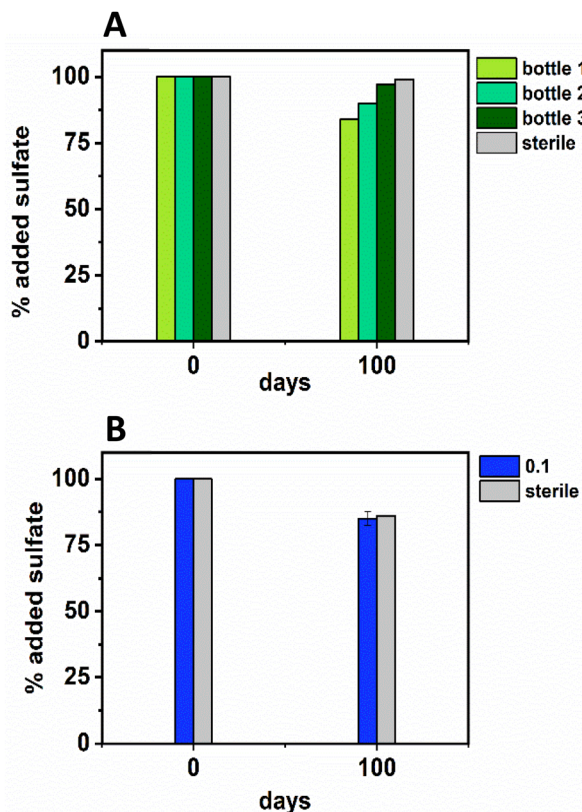 A
100
75
50
25
0
% added sulfate
0 100
days
bottle 1
bottle 2
bottle 3
sterile
B
100
75
50
25
0
% added sulfate
0 100
days
0.1
sterile